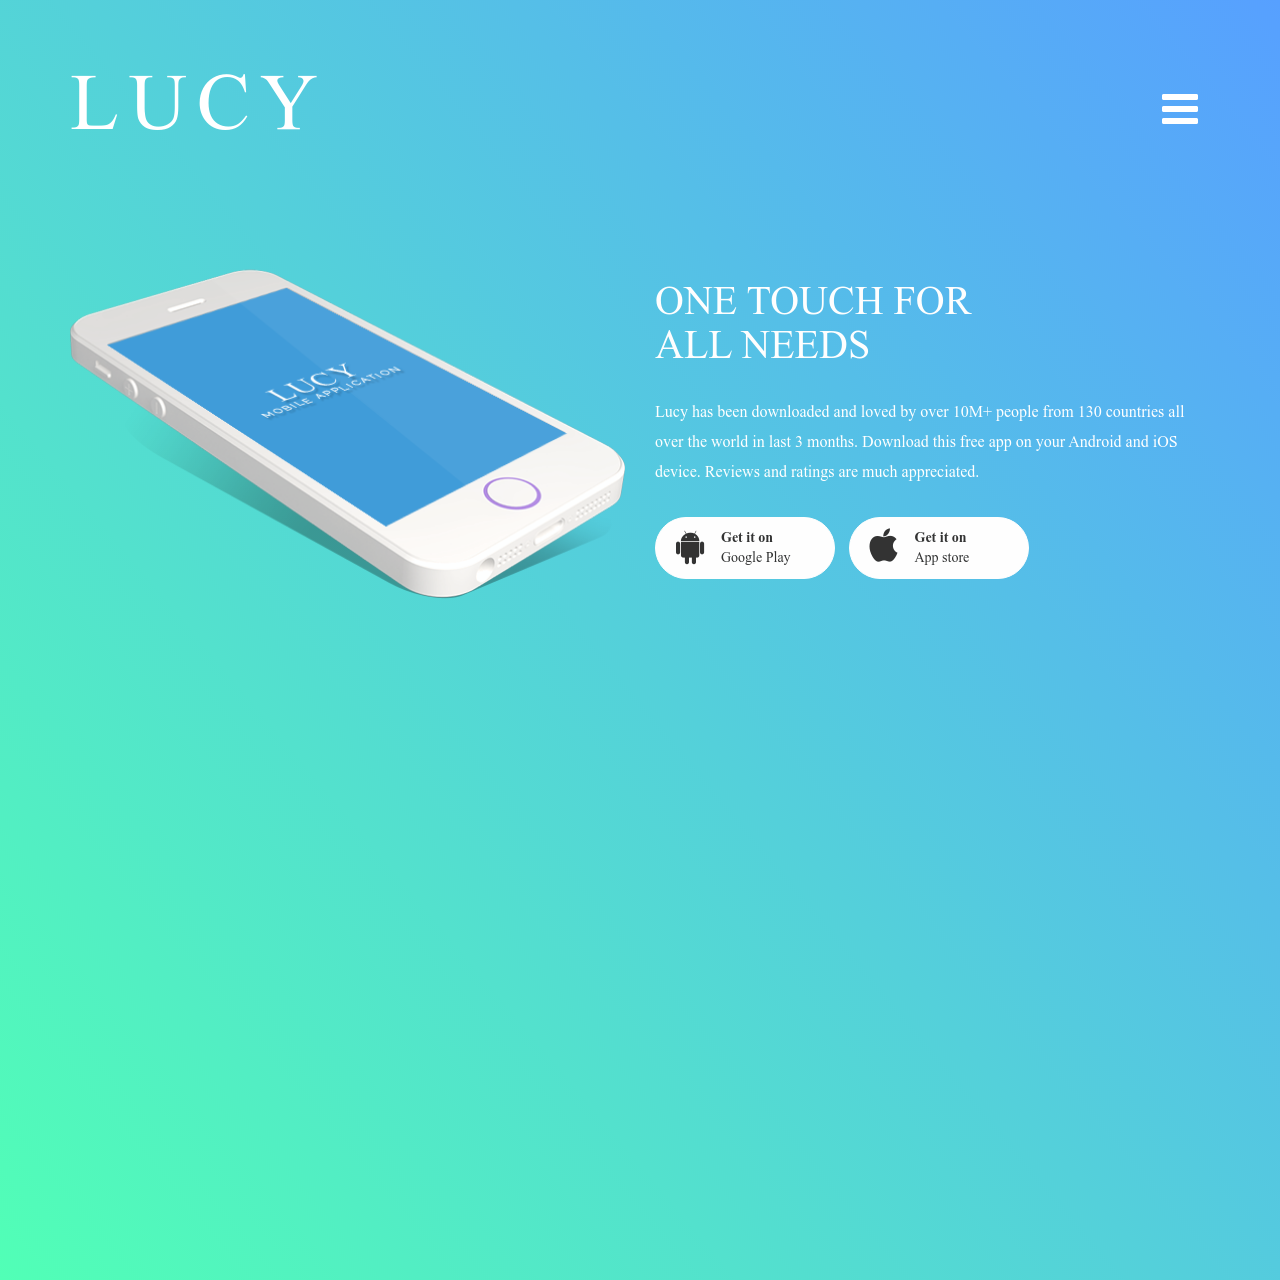 LUCY
LUCY
MOBILE APPLICATION
ONE TOUCH FOR
ALL NEEDS
Lucy has been downloaded and loved by over 10M+ people from 130 countries all
over the world in last 3 months. Download this free app on your Android and iOS
device. Reviews and ratings are much appreciated.
Get it on
Google Play
Get it on
App store